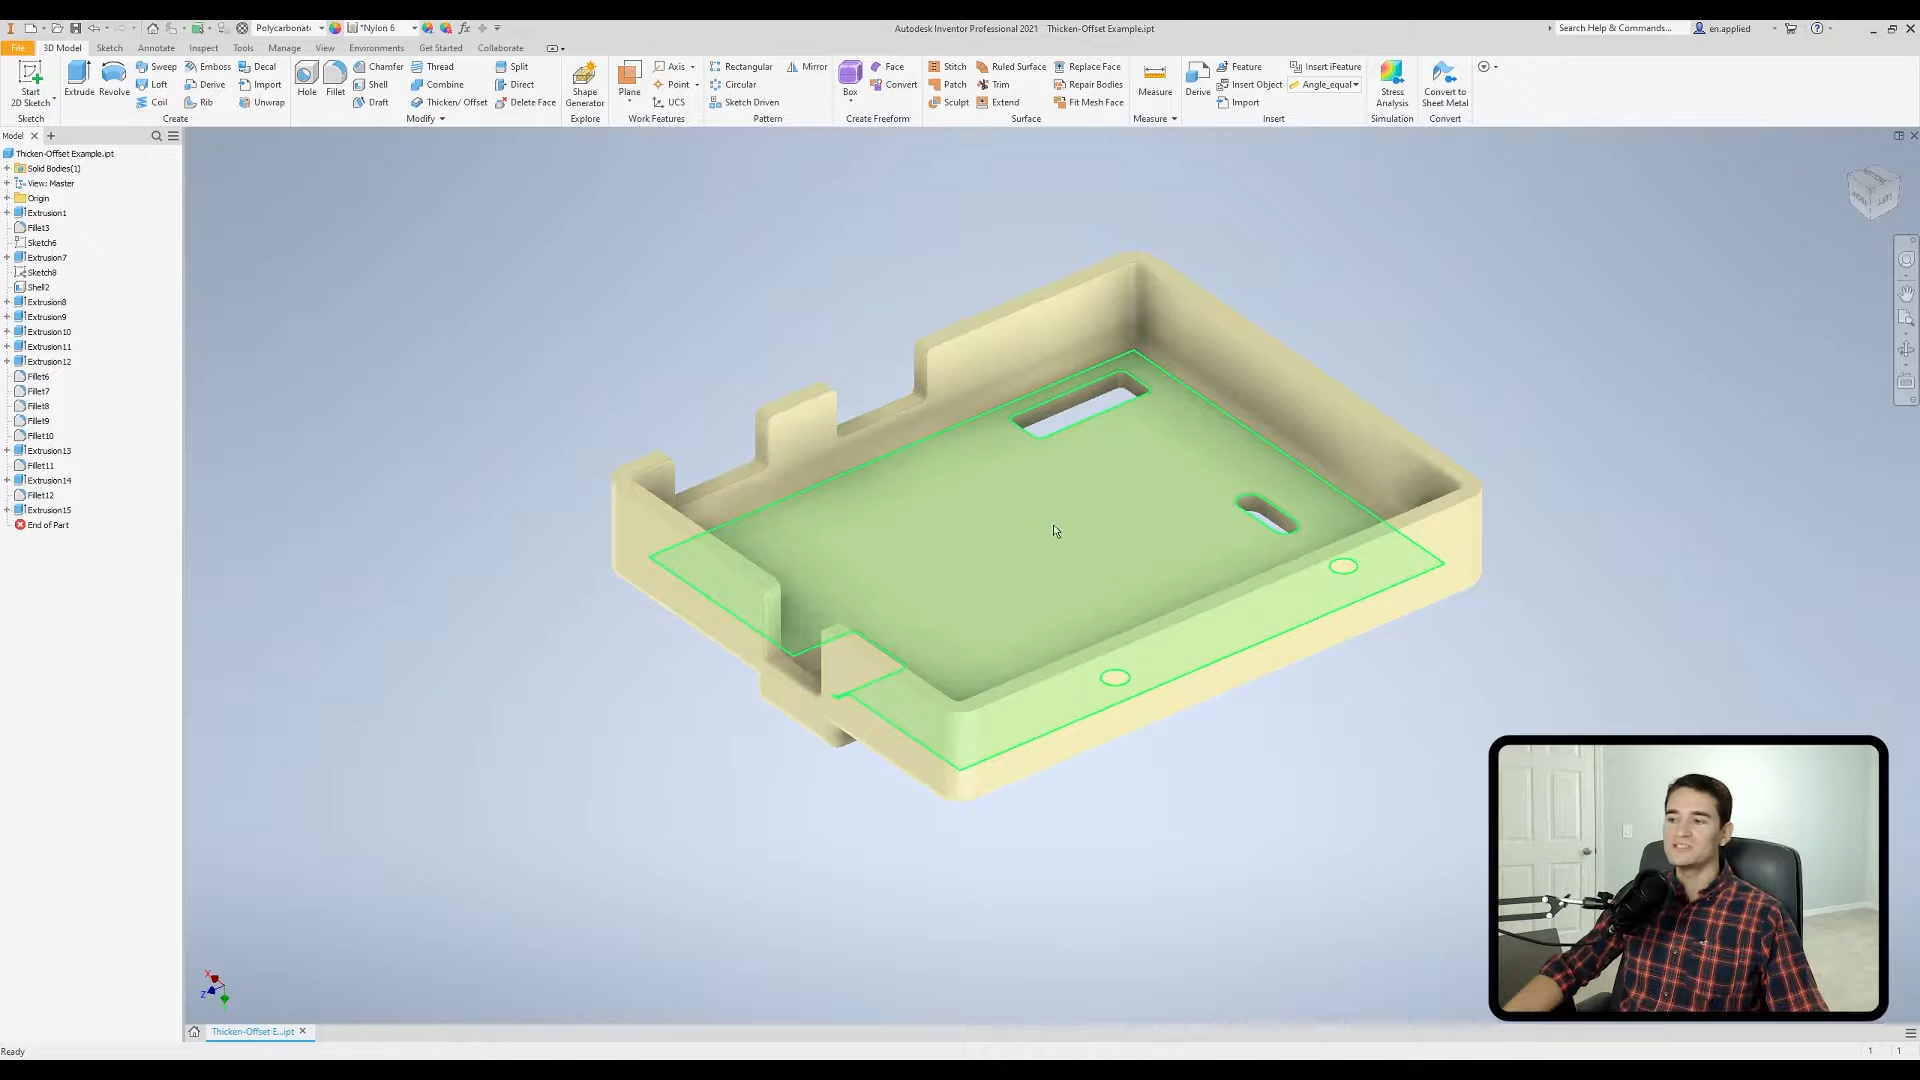 Polycarbonat
*Nylon 6
Autodesk Inventor Professional 2021 Thicken-Offset Example.ipt
Search Help & Commands...
en.applied
File 3D Model Sketch Annotate Inspect Tools Manage View Environments Get Started Collaborate
Start
2D Sketch
Sketch
Extrude
Revolve
Sweep
Loft
Coil
Emboss
Derive
Rib
Decal
Import
Unwrap
Create
Hole
Fillet
Chamfer
Shell
Draft
Thread
Combine
Thicken/ Offset
Split
Direct
Delete Face
Modify
Shape
Generator
Explore
Plane
Axis
Point
UCS
Work Features
Rectangular
Circular
Sketch Driven
Mirror
Pattern
Box
Face
Convert
Create Freeform
Stitch
Patch
Sculpt
Ruled Surface
Trim
Extend
Replace Face
Repair Bodies
Fit Mesh Face
Surface
Measure
Measure
Derive
Feature
Insert Object
Import
Insert iFeature
Angle_equal
Insert
Stress
Analysis
Simulation
Convert to
Sheet Metal
Convert
Model
Thicken-Offset Example.ipt
Solid Bodies(1)
View: Master
Origin
Extrusion1
Fillet3
Sketch6
Extrusion7
Sketch8
Shell2
Extrusion8
Extrusion9
Extrusion10
Extrusion11
Extrusion12
Fillet6
Fillet7
Fillet8
Fillet9
Fillet10
Extrusion13
Fillet11
Extrusion14
Fillet12
Extrusion15
End of Part
X
Z
Thicken-Offset E...ipt
Ready
1 1